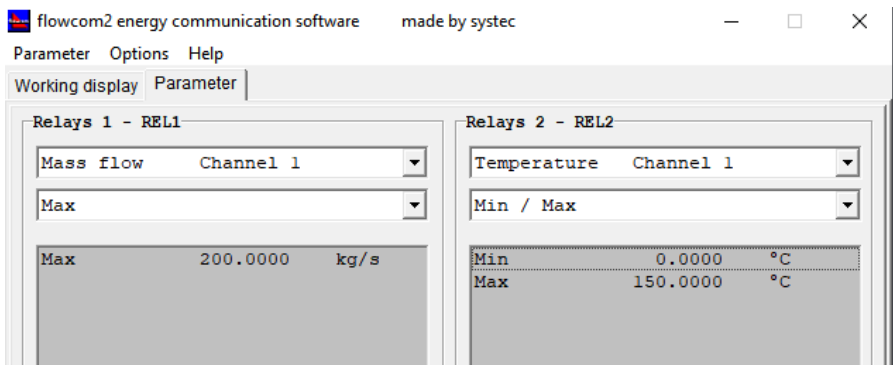 flowcom2 energy communication software made by systec
Parameter Options Help
Working display Parameter
Relays 1 - REL1
Mass flow Channel 1
Max
Max 200.0000 kg/s
Relays 2 - REL2
Temperature Channel 1
Min / Max
Min 0.0000 °C
Max 150.0000 °C